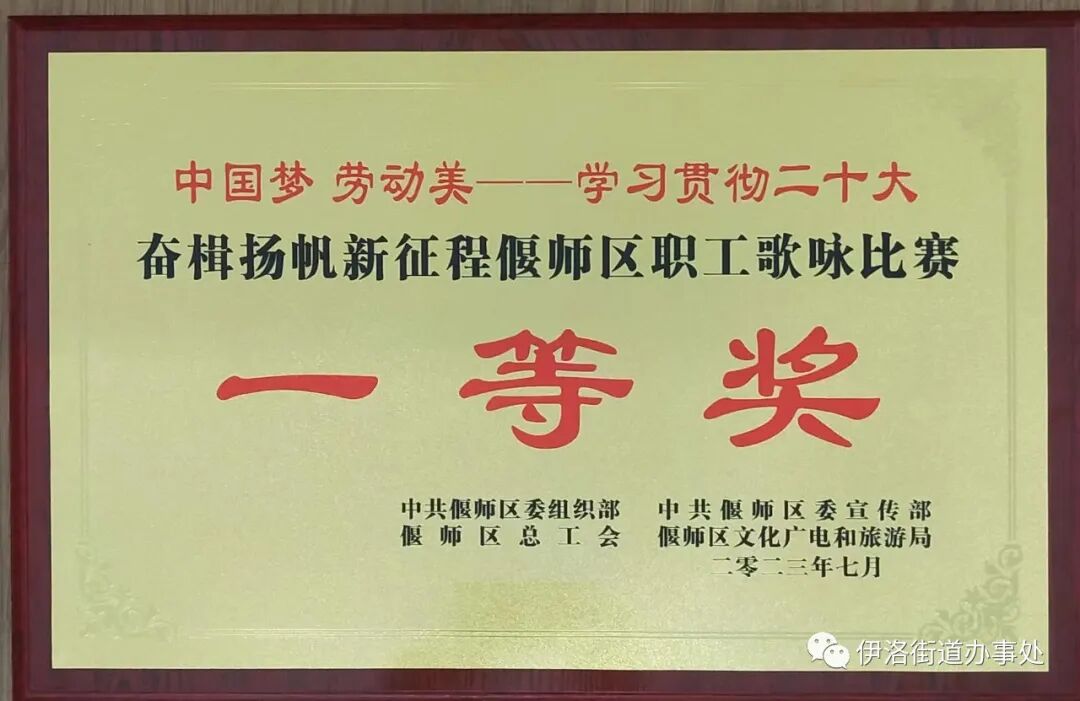 中国梦 劳动美——学习贯彻二十大
奋楫扬帆新征程偃师区职工歌咏比赛
一等奖
中共偃师区委组织部 中共偃师区委宣传部
偃师区总工会 偃师区文化广电和旅游局
二零二三年七月
伊洛街道办事处